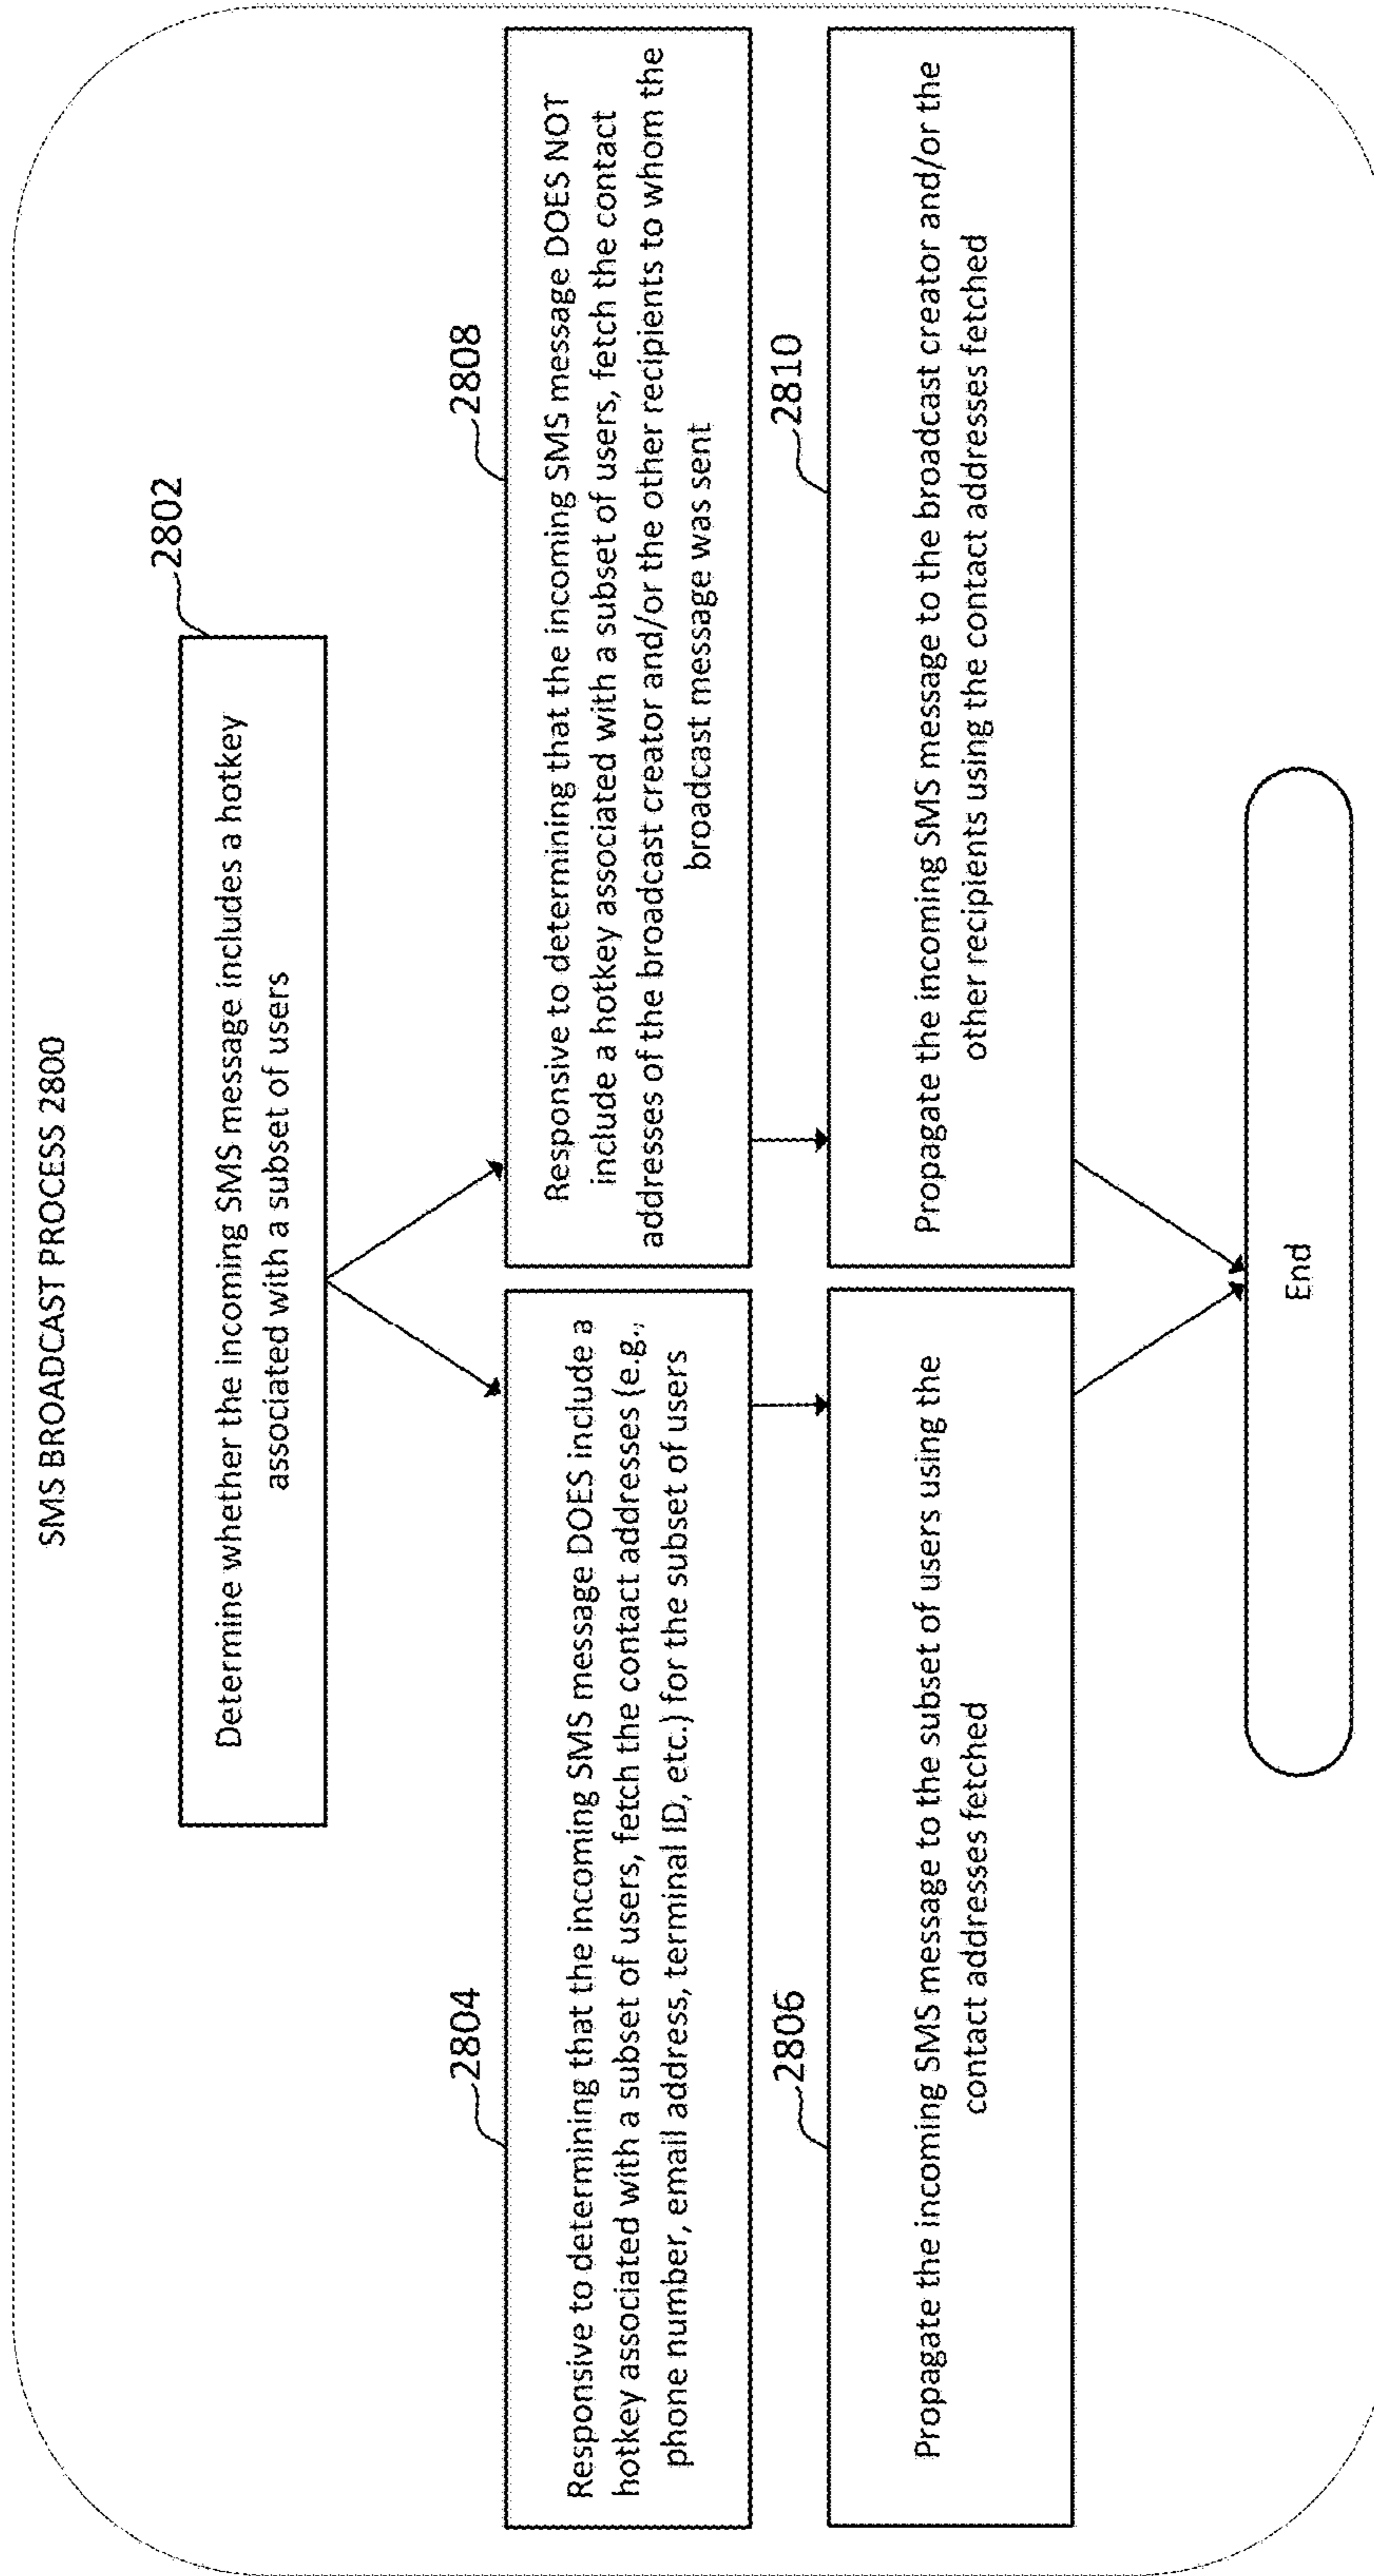 SMS BROADCAST PROCESS 2800
2802
Determine whether the incoming SMS message includes a hotkey
associated with a subset of users
2804
Responsive to determining that the incoming SMS message DOES include a
hotkey associated with a subset of users, fetch the contact addresses (e.g.,
phone number, email address, terminal ID, etc.) for the subset of users
2806
Propagate the incoming SMS message to the subset of users using the
contact addresses fetched
2808
Responsive to determining that the incoming SMS message DOES NOT
include a hotkey associated with a subset of users, fetch the contact
addresses of the broadcast creator and/or the other recipients to whom the
broadcast message was sent
2810
Propagate the incoming SMS message to the broadcast creator and/or the
other recipients using the contact addresses fetched
End